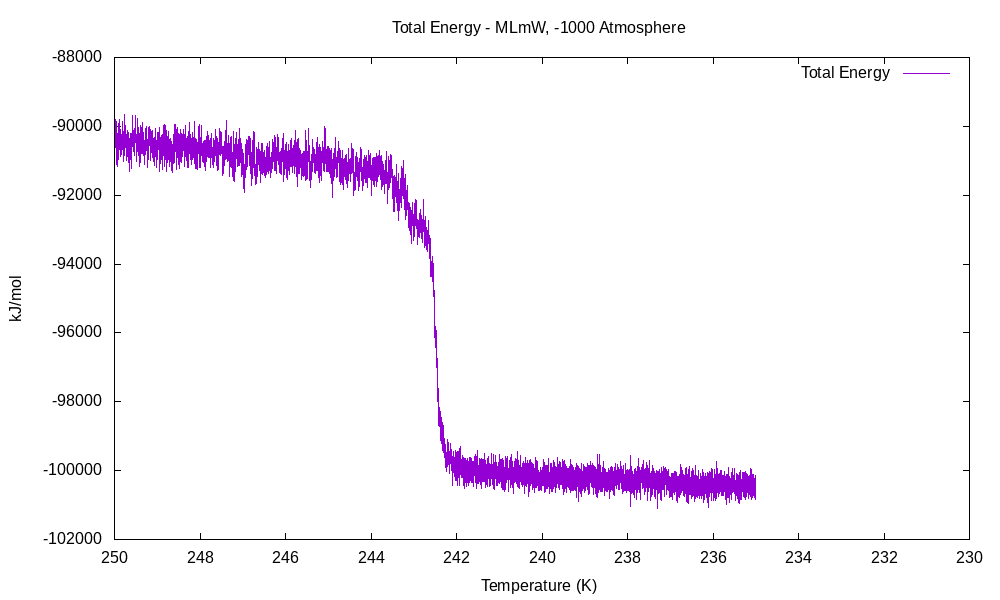 Total Energy - MLmW, -1000 Atmosphere
Total Energy
-88000
-90000
-92000
-94000
-96000
-98000
-100000
-102000
kJ/mol
250 248 246 244 242 240 238 236 234 232 230
Temperature (K)